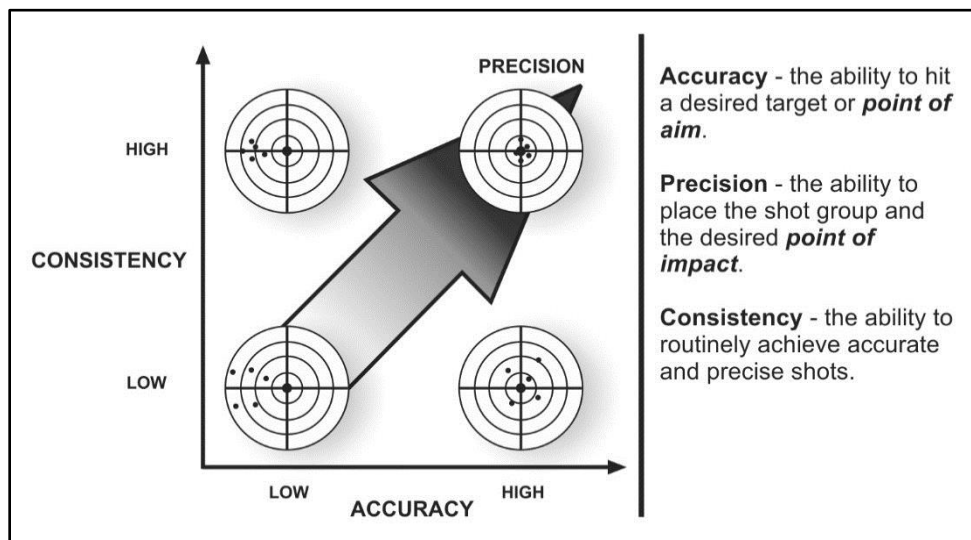 PRECISION
HIGH
CONSISTENCY
LOW
LOW
HIGH
ACCURACY
Accuracy - the ability to hit
a desired target or point of
aim.
Precision - the ability to
place the shot group and
the desired point of
impact.
Consistency - the ability to
routinely achieve accurate
and precise shots.